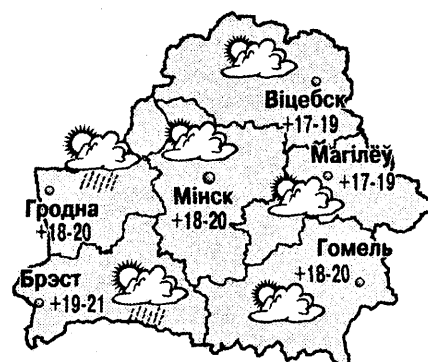 Віцебск
+17-19
Магілёў
+17-19
Мінск
+18-20
Гродна
+18-20
Гомель
+18-20
Брэст
+19-21